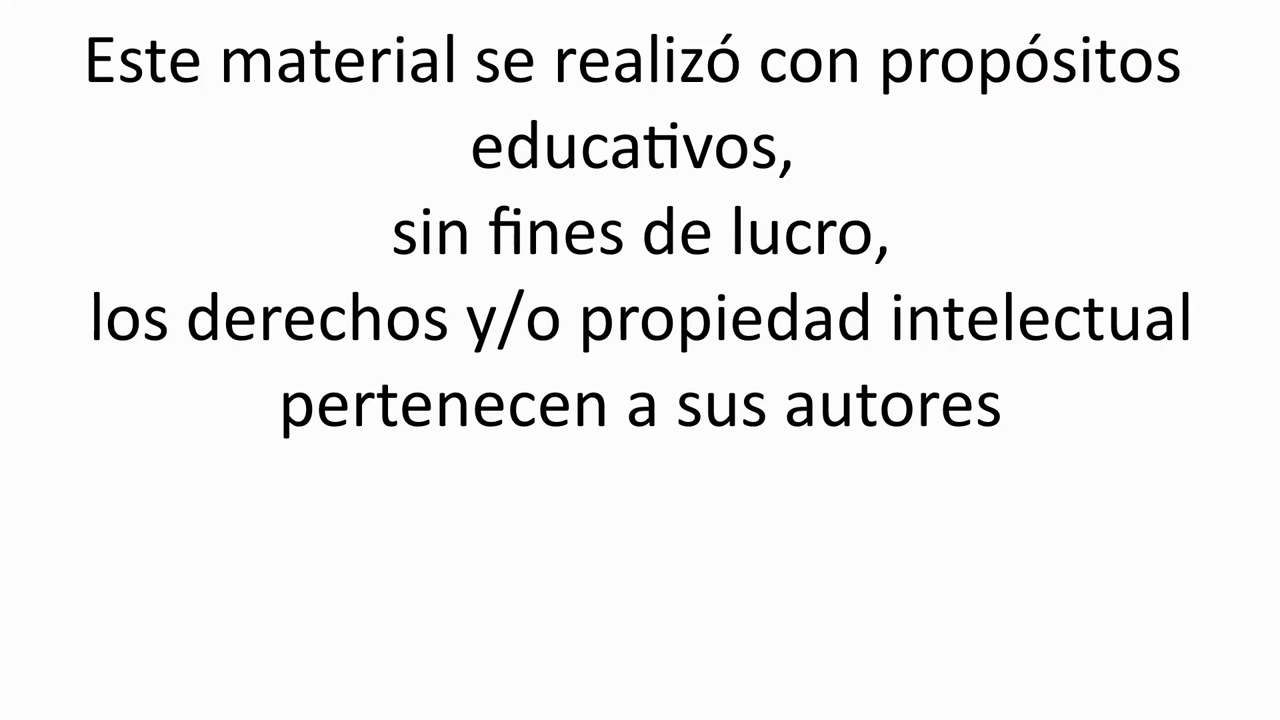 Este material se realizó con propósitos
educativos,
sin fines de lucro,
los derechos y/o propiedad intelectual
pertenecen a sus autores